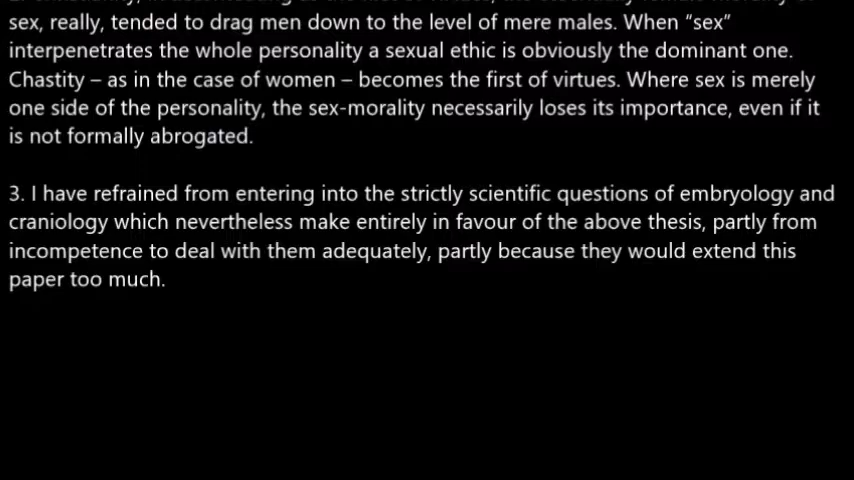 sex, really, tended to drag men down to the level of mere males. When “sex”
interpenetrates the whole personality a sexual ethic is obviously the dominant one.
Chastity – as in the case of women – becomes the first of virtues. Where sex is merely
one side of the personality, the sex-morality necessarily loses its importance, even if it
is not formally abrogated.
3. I have refrained from entering into the strictly scientific questions of embryology and
craniology which nevertheless make entirely in favour of the above thesis, partly from
incompetence to deal with them adequately, partly because they would extend this
paper too much.